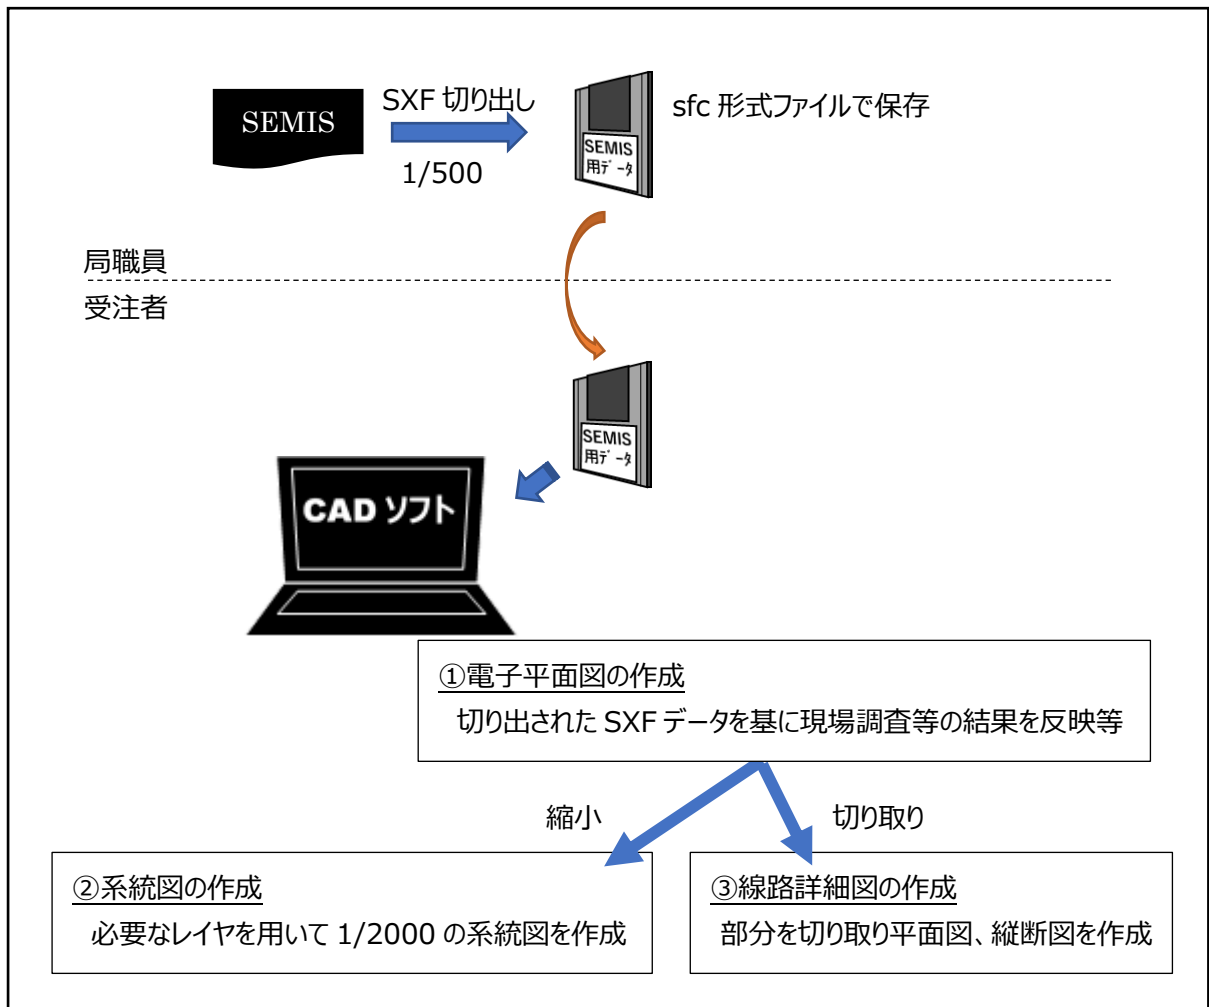 SEMIS
SXF 切り出し
1/500
SEMIS
用データ
sfc 形式ファイルで保存
局職員
受注者
SEMIS
用データ
CAD ソフト
①電子平面図の作成
切り出された SXF データを基に現場調査等の結果を反映等
縮小
切り取り
②系統図の作成
必要なレイヤを用いて 1/2000 の系統図を作成
③線路詳細図の作成
部分を切り取り平面図、縦断図を作成